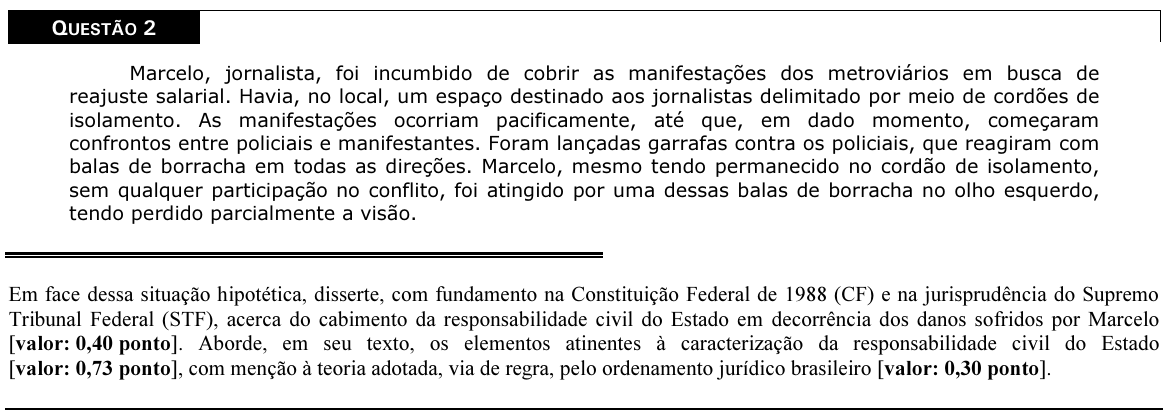 QUESTÃO 2
Marcelo, jornalista, foi incumbido de cobrir as manifestações dos metroviários em busca de
reajuste salarial. Havia, no local, um espaço destinado aos jornalistas delimitado por meio de cordões de
isolamento. As manifestações ocorriam pacificamente, até que, em dado momento, começaram
confrontos entre policiais e manifestantes. Foram lançadas garrafas contra os policiais, que reagiram com
balas de borracha em todas as direções. Marcelo, mesmo tendo permanecido no cordão de isolamento,
sem qualquer participação no conflito, foi atingido por uma dessas balas de borracha no olho esquerdo,
tendo perdido parcialmente a visão.
Em face dessa situação hipotética, disserte, com fundamento na Constituição Federal de 1988 (CF) e na jurisprudência do Supremo
Tribunal Federal (STF), acerca do cabimento da responsabilidade civil do Estado em decorrência dos danos sofridos por Marcelo
[valor: 0,40 ponto]. Aborde, em seu texto, os elementos atinentes à caracterização da responsabilidade civil do Estado
[valor: 0,73 ponto], com menção à teoria adotada, via de regra, pelo ordenamento jurídico brasileiro [valor: 0,30 ponto].